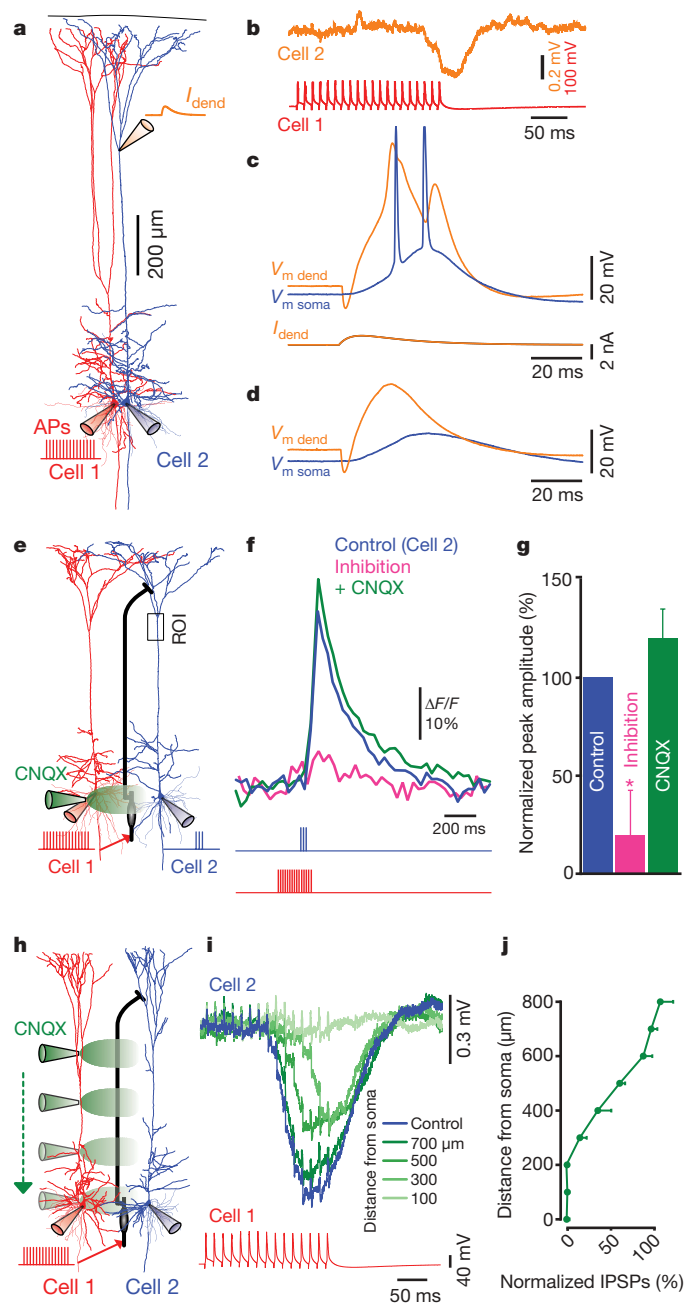 a
I dend
200 µm
APs
Cell 1
Cell 2
b
Cell 2
0.2 mV
100 mV
Cell 1
50 ms
c
V m dend
V m soma
20 mV
I dend
2 nA
20 ms
d
V m dend
V m soma
20 mV
20 ms
e
ROI
CNQX
Cell 1
Cell 2
f
Control (Cell 2)
Inhibition
+ CNQX
ΔF/F
10%
200 ms
g
Normalized peak amplitude (%)
150
100
50
0
Control
* Inhibition
CNQX
h
CNQX
Cell 1
Cell 2
i
Cell 2
0.3 mV
Distance from soma
Control
700 µm
500
300
100
Cell 1
40 mV
50 ms
j
Distance from soma (µm)
800
600
400
200
0
0
50
100
Normalized IPSPs (%)